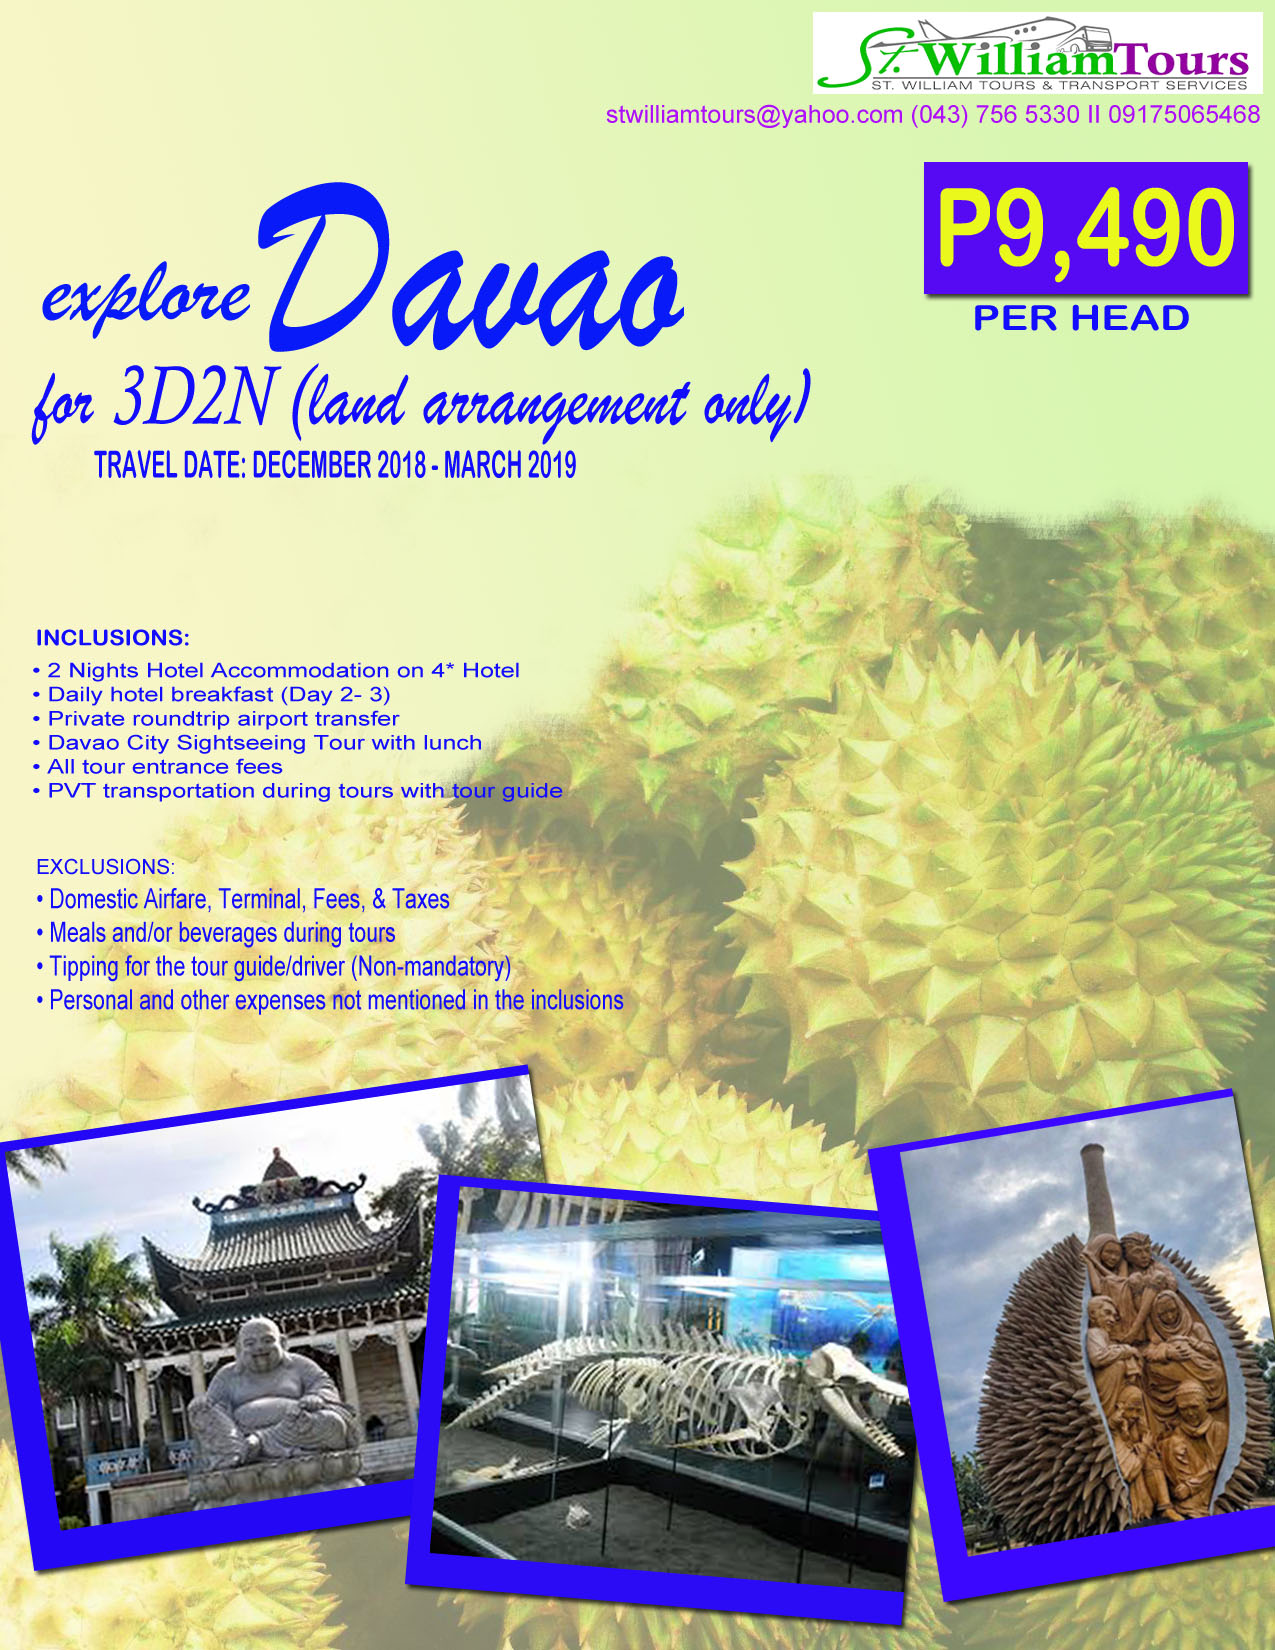 St. WilliamTours
ST. WILLIAM TOURS & TRANSPORT SERVICES
stwilliamtours@yahoo.com (043) 756 5330 II 09175065468
P9,490
PER HEAD
explore Davao
for 3D2N (land arrangement only)
TRAVEL DATE: DECEMBER 2018 - MARCH 2019
INCLUSIONS:
• 2 Nights Hotel Accommodation on 4* Hotel
• Daily hotel breakfast (Day 2- 3)
• Private roundtrip airport transfer
• Davao City Sightseeing Tour with lunch
• All tour entrance fees
• PVT transportation during tours with tour guide
EXCLUSIONS:
• Domestic Airfare, Terminal, Fees, & Taxes
• Meals and/or beverages during tours
• Tipping for the tour guide/driver (Non-mandatory)
• Personal and other expenses not mentioned in the inclusions